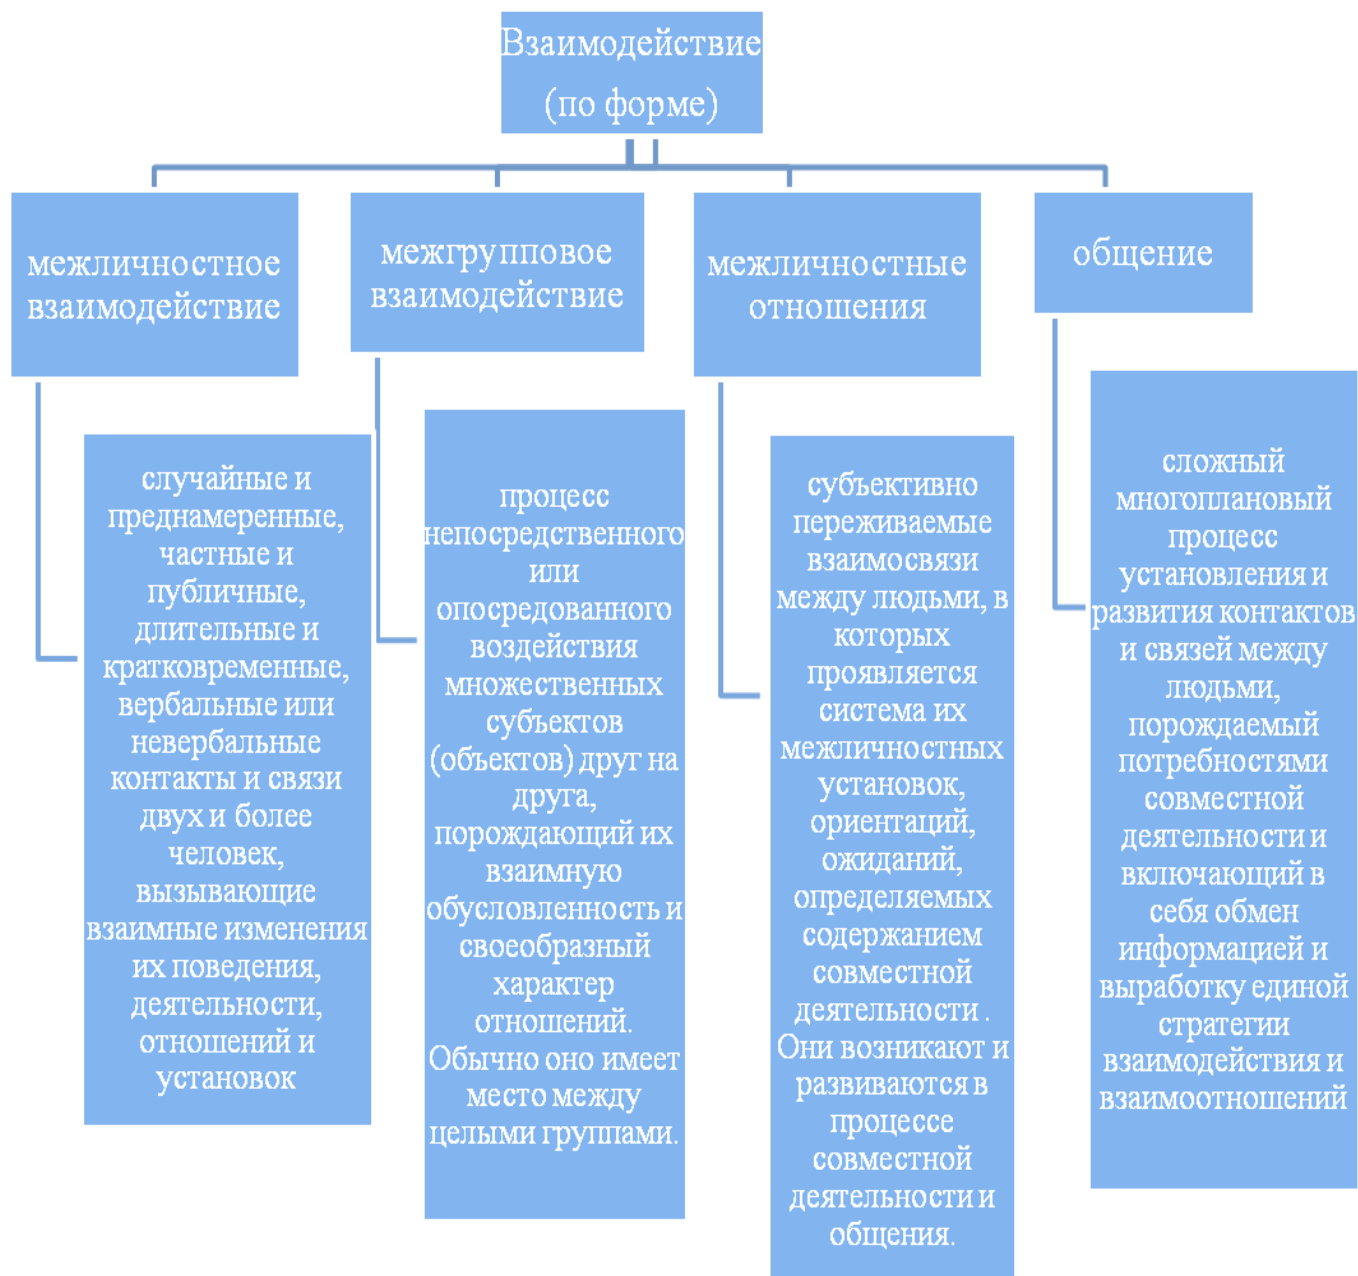 Взаимодействие
(по форме)
межличностное
взаимодействие
межгрупповое
взаимодействие
межличностные
отношения
общение
случайные и
преднамеренные,
частные и
публичные,
длительные и
кратковременные,
вербальные или
невербальные
контакты и связи
двух и более
человек,
вызывающие
взаимные изменения
их поведения,
деятельности,
отношений и
установок
процесс
непосредственного
или
опосредованного
воздействия
множественных
субъектов
(объектов) друг на
друга,
порождающий их
взаимную
обусловленность и
своеобразный
характер
отношений.
Обычно оно имеет
место между
целыми группами.
субъективно
переживаемые
взаимосвязи
между людьми, в
которых
проявляется
система их
межличностных
установок,
ориентаций,
ожиданий,
определяемых
содержанием
совместной
деятельности .
Они возникают и
развиваются в
процессе
совместной
деятельности и
общения.
сложный
многоплановый
процесс
установления и
развития контактов
и связей между
людьми,
порождаемый
потребностями
совместной
деятельности и
включающий в
себя обмен
информацией и
выработку единой
стратегии
взаимодействия и
взаимоотношений